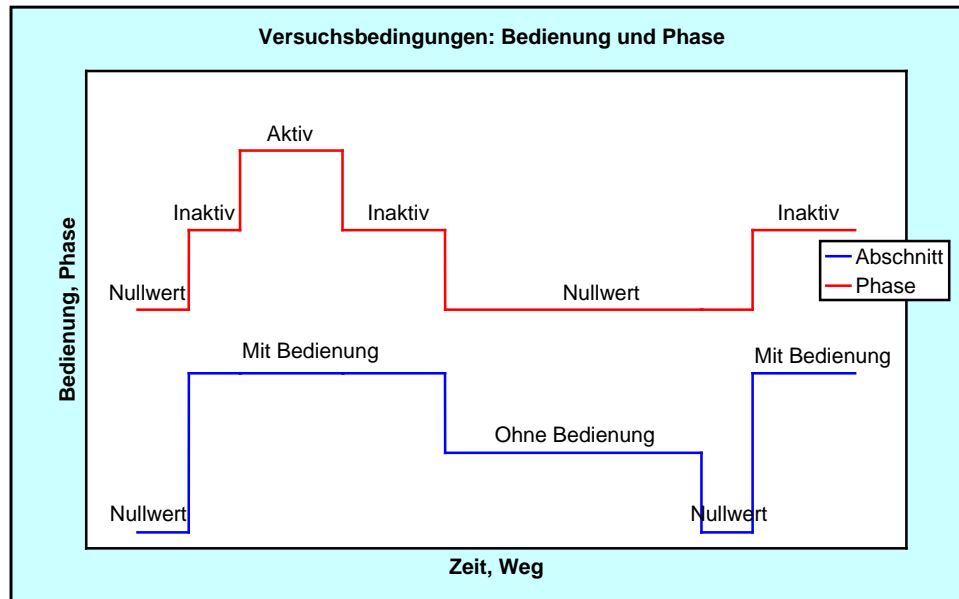 Versuchsbedingungen: Bedienung und Phase
Aktiv
Inaktiv
Inaktiv
Inaktiv
Nullwert
Nullwert
Mit Bedienung
Mit Bedienung
Ohne Bedienung
Nullwert
Nullwert
Abschnitt
Phase
Bedienung, Phase
Zeit, Weg